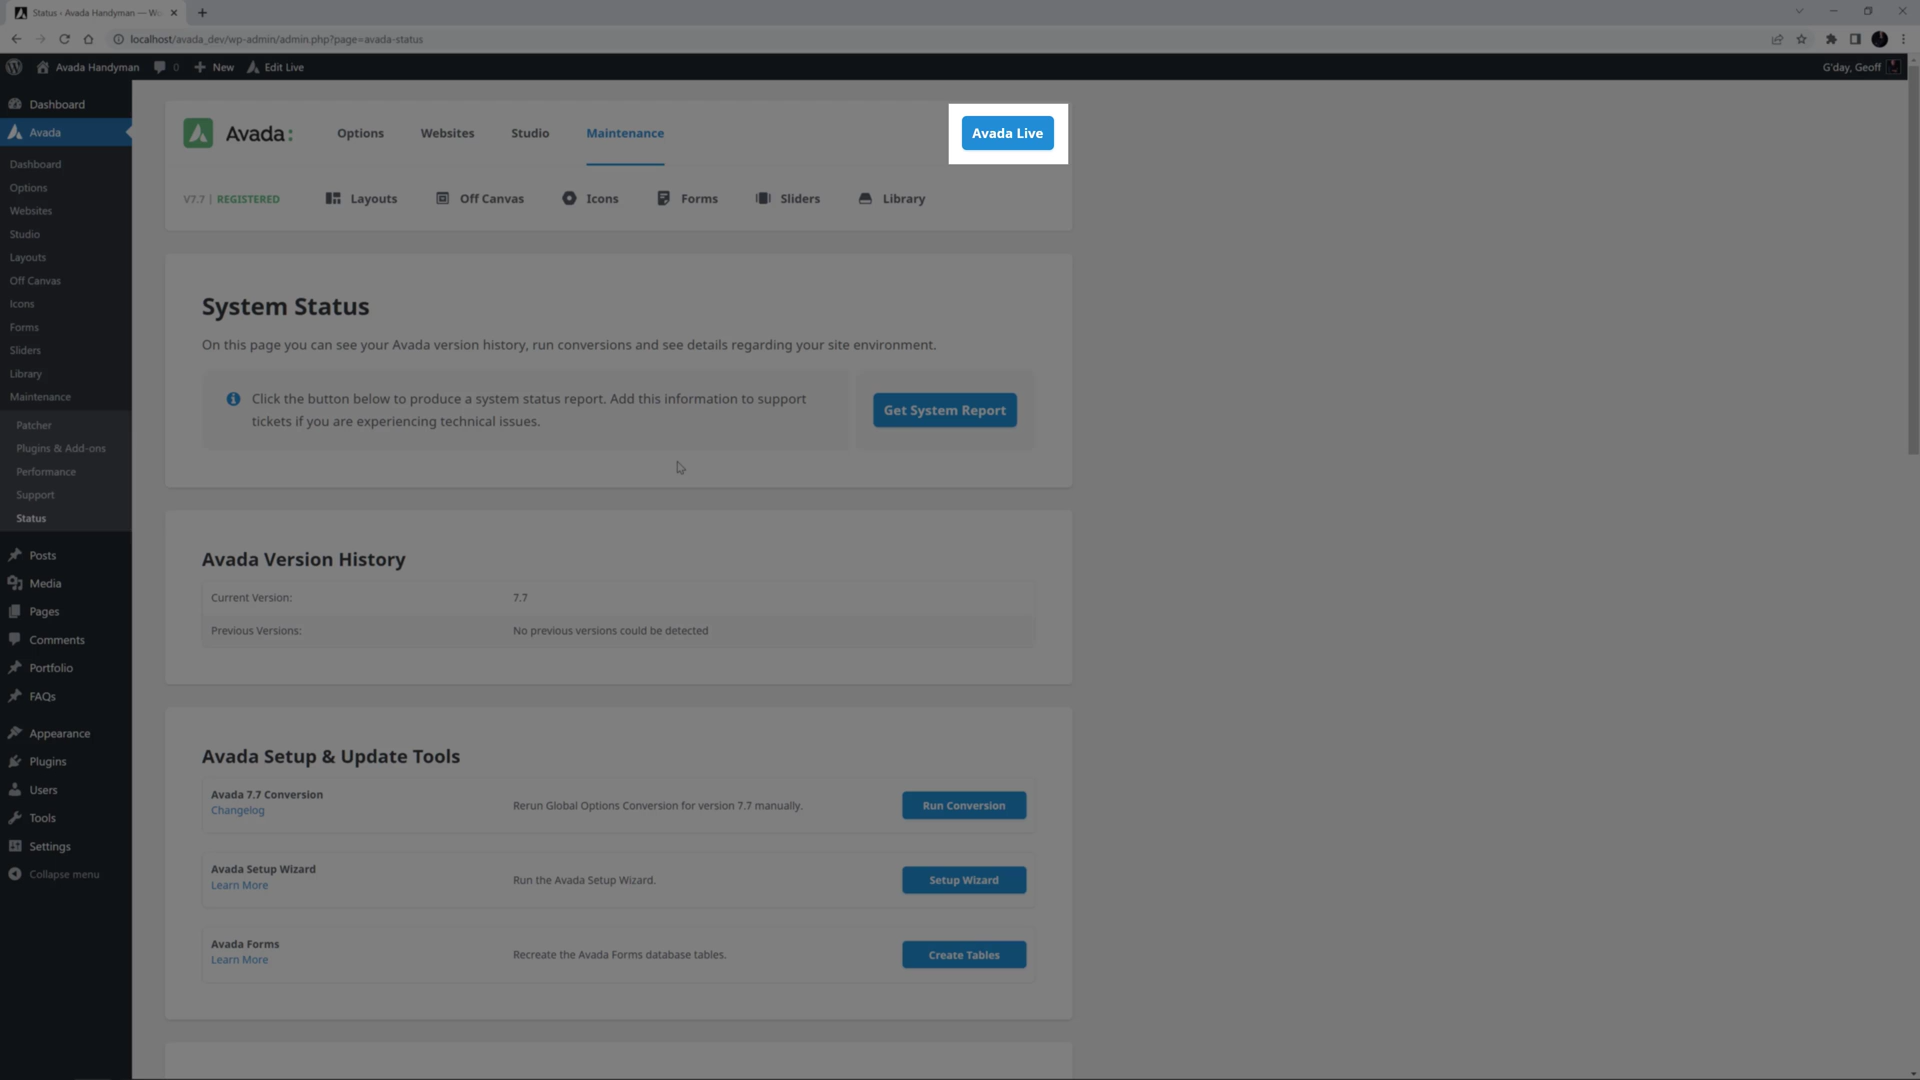 Status ‹ Avada Handyman — W
localhost/avada_dev/wp-admin/admin.php?page=avada-status
Avada Handyman
0
New
Edit Live
G'day, Geoff
Dashboard
Avada
Dashboard
Options
Websites
Studio
Layouts
Off Canvas
Icons
Forms
Sliders
Library
Maintenance
Patcher
Plugins & Add-ons
Performance
Support
Status
Posts
Media
Pages
Comments
Portfolio
FAQs
Appearance
Plugins
Users
Tools
Settings
Collapse menu
Avada:
Options
Websites
Studio
Maintenance
Avada Live
V7.7 | REGISTERED
Layouts
Off Canvas
Icons
Forms
Sliders
Library
System Status
On this page you can see your Avada version history, run conversions and see details regarding your site environment.
Click the button below to produce a system status report. Add this information to support
tickets if you are experiencing technical issues.
Get System Report
Avada Version History
Current Version:
7.7
Previous Versions:
No previous versions could be detected
Avada Setup & Update Tools
Avada 7.7 Conversion
Changelog
Rerun Global Options Conversion for version 7.7 manually.
Run Conversion
Avada Setup Wizard
Learn More
Run the Avada Setup Wizard.
Setup Wizard
Avada Forms
Learn More
Recreate the Avada Forms database tables.
Create Tables